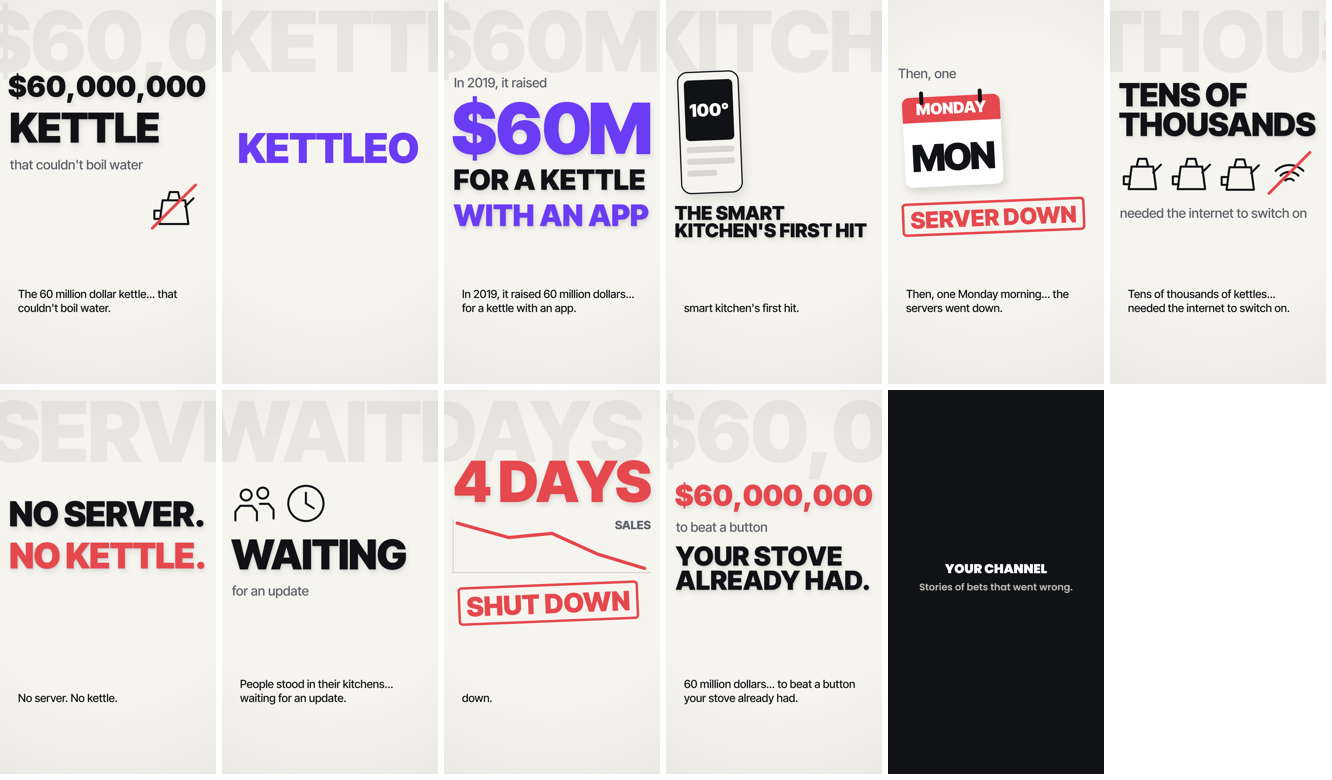 $60,0
$60,000,000
KETTLE
that couldn't boil water
The 60 million dollar kettle... that
couldn't boil water.
KETT
KETTLEO
$60M
In 2019, it raised
$60M
FOR A KETTLE
WITH AN APP
In 2019, it raised 60 million dollars...
for a kettle with an app.
KITCH
100°
THE SMART
KITCHEN'S FIRST HIT
smart kitchen's first hit.
Then, one
MONDAY
MON
SERVER DOWN
Then, one Monday morning... the
servers went down.
THOUS
TENS OF
THOUSANDS
needed the internet to switch on
Tens of thousands of kettles...
needed the internet to switch on.
SERV
NO SERVER.
NO KETTLE.
No server. No kettle.
WAITI
WAITING
for an update
People stood in their kitchens...
waiting for an update.
DAYS
4 DAYS
SALES
SHUT DOWN
down.
$60,0
$60,000,000
to beat a button
YOUR STOVE
ALREADY HAD.
60 million dollars... to beat a button
your stove already had.
YOUR CHANNEL
Stories of bets that went wrong.